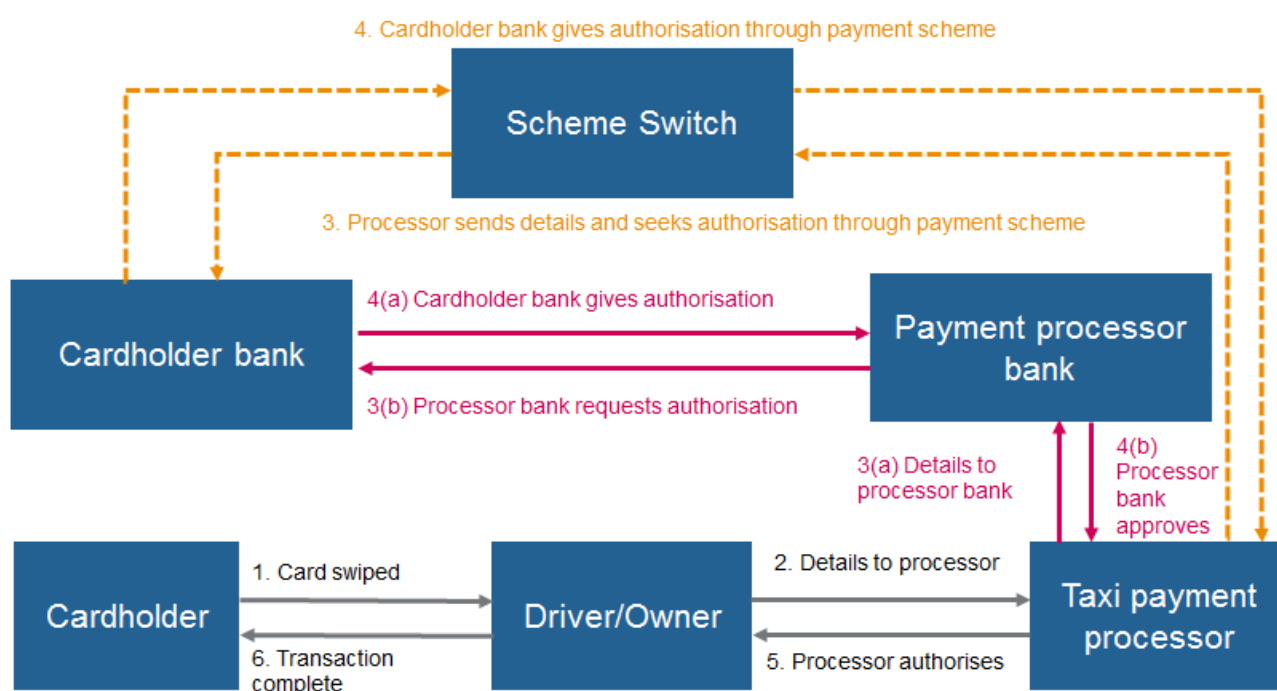 4. Cardholder bank gives authorisation through payment scheme
Scheme Switch
3. Processor sends details and seeks authorisation through payment scheme
Cardholder bank
4(a) Cardholder bank gives authorisation
3(b) Processor bank requests authorisation
Payment processor
bank
3(a) Details to
processor bank
4(b)
Processor
bank
approves
Cardholder
1. Card swiped
6. Transaction
complete
Driver/Owner
2. Details to processor
5. Processor authorises
Taxi payment
processor